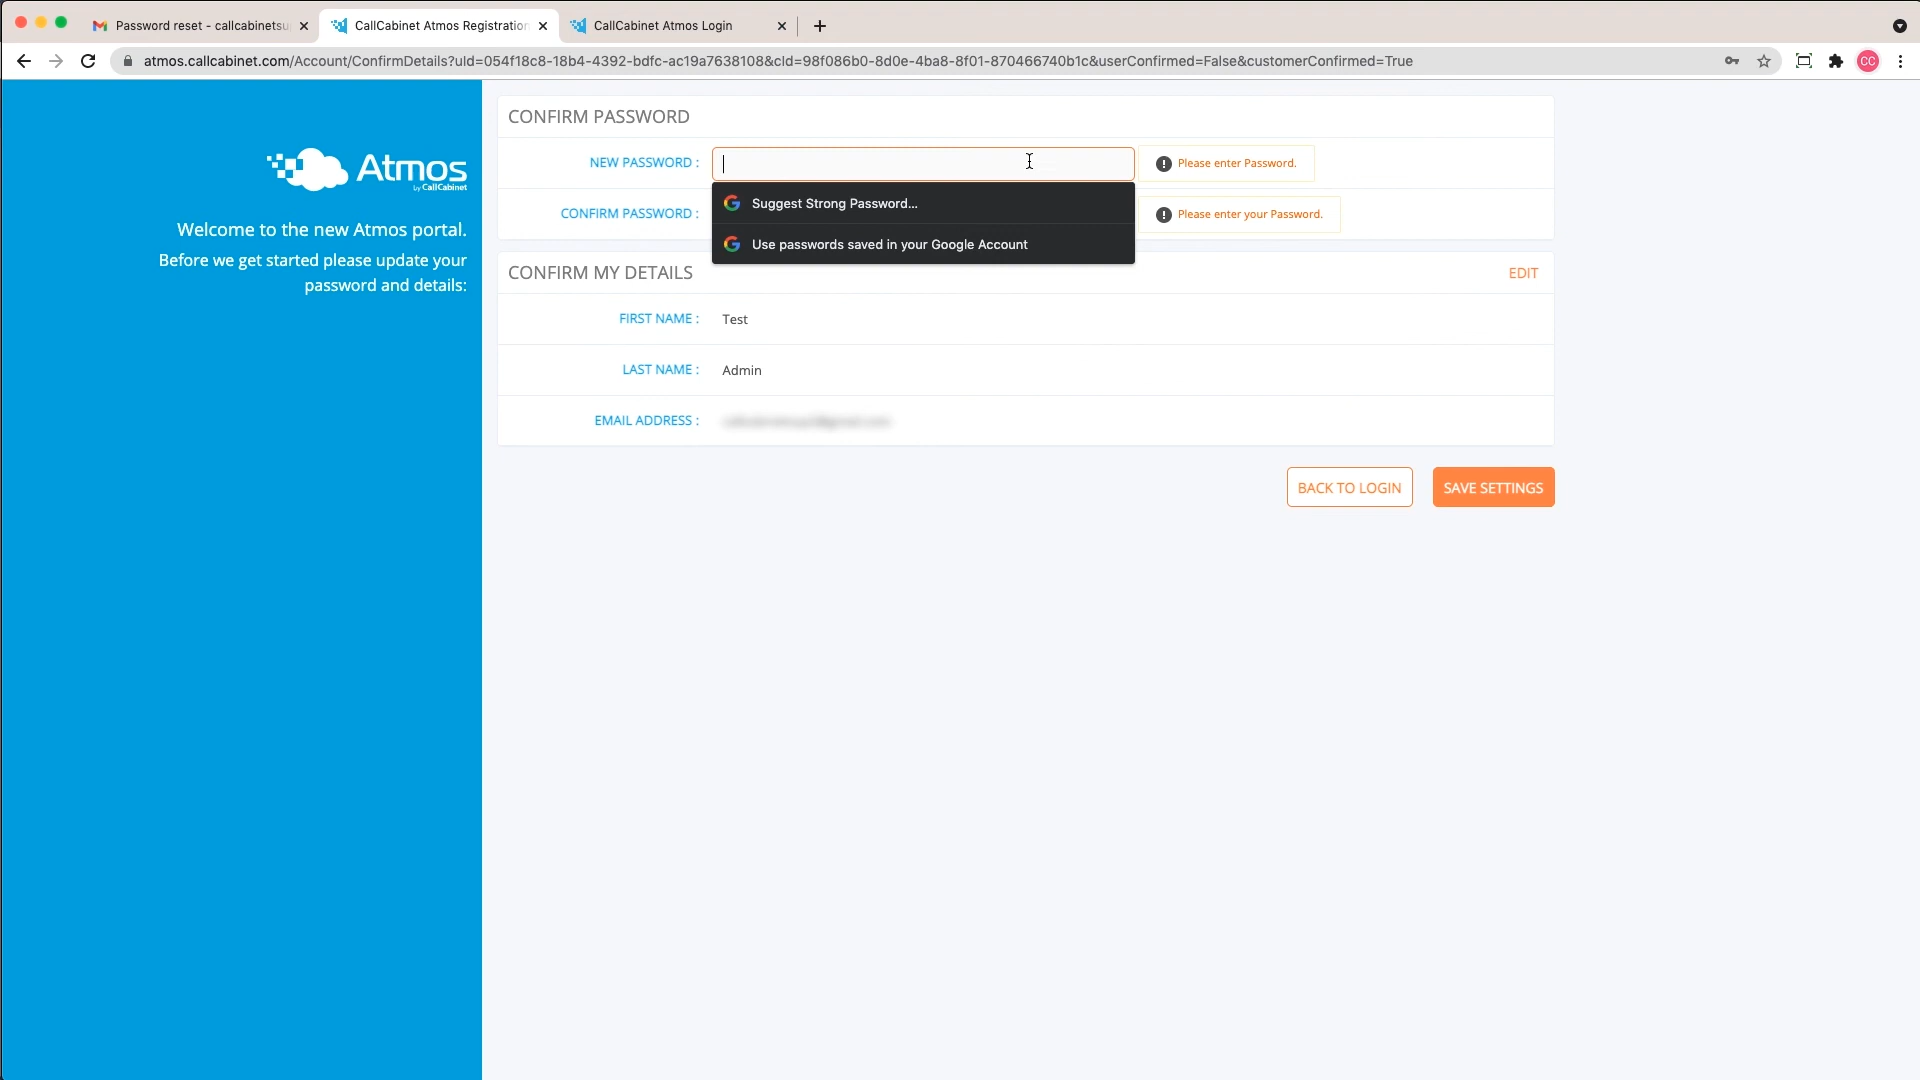 Password reset - callcabinetsu
CallCabinet Atmos Registration
CallCabinet Atmos Login
atmos.callcabinet.com/Account/ConfirmDetails?uId=054f18c8-18b4-4392-bdfc-ac19a7638108&cId=98f086b0-8d0e-4ba8-8f01-870466740b1c&userConfirmed=False&customerConfirmed=True
CC
Atmos
by CallCabinet
Welcome to the new Atmos portal.
Before we get started please update your
password and details:
CONFIRM PASSWORD
NEW PASSWORD :
Please enter Password.
Suggest Strong Password...
CONFIRM PASSWORD :
Please enter your Password.
Use passwords saved in your Google Account
CONFIRM MY DETAILS
EDIT
FIRST NAME :
Test
LAST NAME :
Admin
EMAIL ADDRESS :
BACK TO LOGIN
SAVE SETTINGS